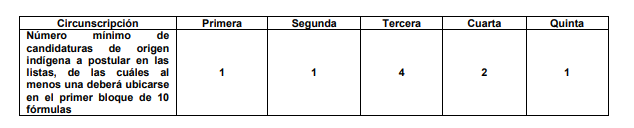 Circunscripción Primera Segunda Tercera Cuarta Quinta
Número mínimo de
candidaturas de origen
indígena a postular en las
listas, de las cuáles al
menos una deberá ubicarse
en el primer bloque de 10
fórmulas
1 1 4 2 1